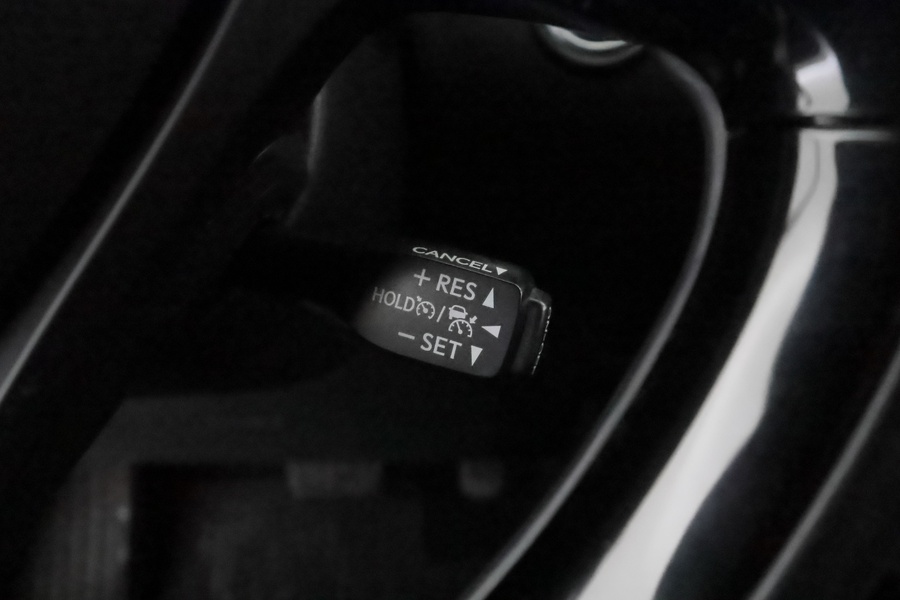 CANCEL▼
+ RES ▲
HOLD / ◀
− SET ▼